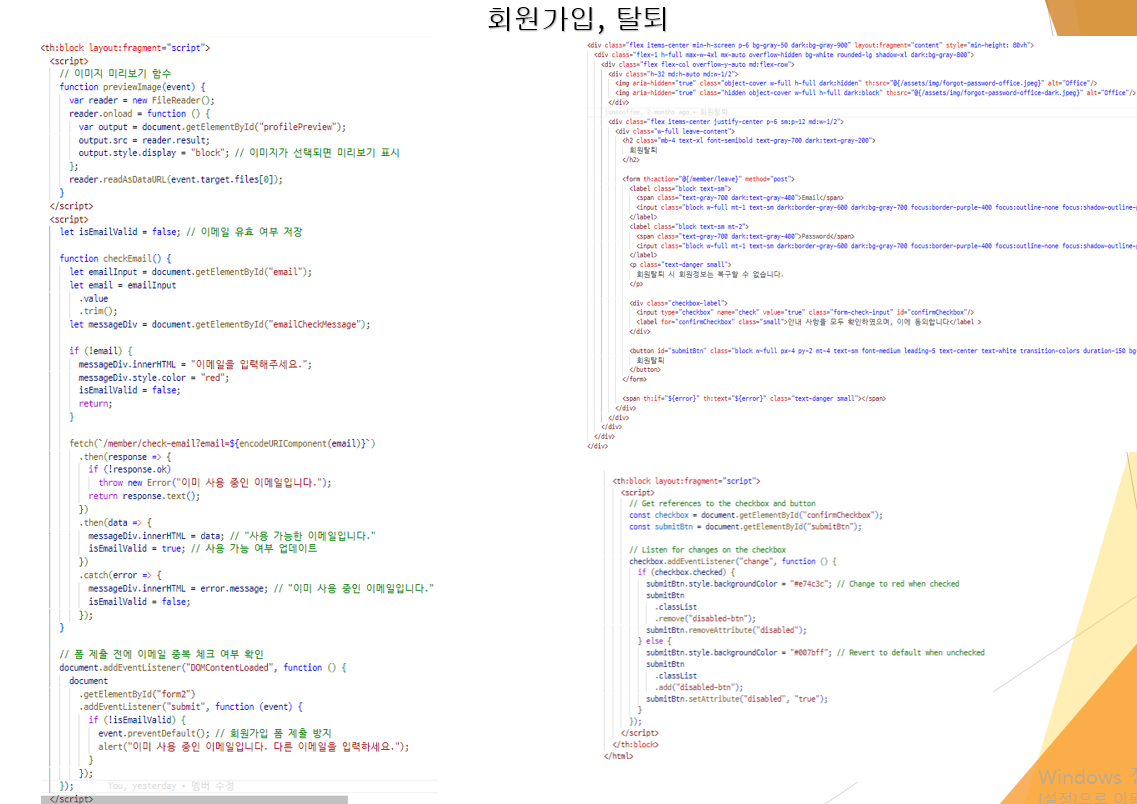 회원가입, 탈퇴
<th:block layout:fragment="script">
<script>
// 이미지 미리보기 함수
function previewImage(event) {
var reader = new FileReader();
reader.onload = function () {
var output = document.getElementById("profilePreview");
output.src = reader.result;
output.style.display = "block"; // 이미지가 선택되면 미리보기 표시
};
reader.readAsDataURL(event.target.files[0]);
}
</script>
<script>
let isEmailValid = false; // 이메일 유효 여부 저장
function checkEmail() {
let emailInput = document.getElementById("email");
let email = emailInput
.value
.trim();
let messageDiv = document.getElementById("emailCheckMessage");
if (!email) {
messageDiv.innerHTML = "이메일을 입력해주세요.";
messageDiv.style.color = "red";
isEmailValid = false;
return;
}
fetch(`/member/check-email?email=${encodeURIComponent(email)}`)
.then(response => {
if (!response.ok)
throw new Error("이미 사용 중인 이메일입니다.");
return response.text();
})
.then(data => {
messageDiv.innerHTML = data; // "사용 가능한 이메일입니다."
isEmailValid = true; // 사용 가능 여부 업데이트
})
.catch(error => {
messageDiv.innerHTML = error.message; // "이미 사용 중인 이메일입니다."
isEmailValid = false;
});
}
// 폼 제출 전에 이메일 중복 체크 여부 확인
document.addEventListener("DOMContentLoaded", function () {
document
.getElementById("form2")
.addEventListener("submit", function (event) {
if (!isEmailValid) {
event.preventDefault(); // 회원가입 폼 제출 방지
alert("이미 사용 중인 이메일입니다. 다른 이메일을 입력하세요.");
}
});
});
You, yesterday • 멤버 수정
</script>
<div class="flex items-center min-h-screen p-6 bg-gray-50 dark:bg-gray-900" layout:fragment="content" style="min-height: 80vh">
<div class="flex-1 h-full max-w-4xl mx-auto overflow-hidden bg-white rounded-lg shadow-xl dark:bg-gray-800">
<div class="flex flex-col overflow-y-auto md:flex-row">
<div class="h-32 md:h-auto md:w-1/2">
<img aria-hidden="true" class="object-cover w-full h-full dark:hidden" th:src="@{/assets/img/forgot-password-office.jpeg}" alt="Office"/>
<img aria-hidden="true" class="hidden object-cover w-full h-full dark:block" th:src="@{/assets/img/forgot-password-office-dark.jpeg}" alt="Office"/>
</div>
2 months ago • 회원탈퇴
<div class="flex items-center justify-center p-6 sm:p-12 md:w-1/2">
<div class="w-full leave-content">
<h2 class="mb-4 text-xl font-semibold text-gray-700 dark:text-gray-200">
회원탈퇴
</h2>
<form th:action="@{/member/leave}" method="post">
<label class="block text-sm">
<span class="text-gray-700 dark:text-gray-400">Email</span>
<input class="block w-full mt-1 text-sm dark:border-gray-600 dark:bg-gray-700 focus:border-purple-400 focus:outline-none focus:shadow-outline-
</label>
<label class="block text-sm mt-2">
<span class="text-gray-700 dark:text-gray-400">Password</span>
<input class="block w-full mt-1 text-sm dark:border-gray-600 dark:bg-gray-700 focus:border-purple-400 focus:outline-none focus:shadow-outline-
</label>
<p class="text-danger small">
회원탈퇴 시 회원정보는 복구할 수 없습니다.
</p>
<div class="checkbox-label">
<input type="checkbox" name="check" value="true" class="form-check-input" id="confirmCheckbox"/>
<label for="confirmCheckbox" class="small">안내 사항을 모두 확인하였으며, 이에 동의합니다</label >
</div>
<button id="submitBtn" class="block w-full px-4 py-2 mt-4 text-sm font-medium leading-5 text-center text-white transition-colors duration-150 bg-
회원탈퇴
</button>
</form>
<span th:if="${error}" th:text="${error}" class="text-danger small"></span>
</div>
</div>
</div>
</div>
</div>
<th:block layout:fragment="script">
<script>
// Get references to the checkbox and button
const checkbox = document.getElementById("confirmCheckbox");
const submitBtn = document.getElementById("submitBtn");
// Listen for changes on the checkbox
checkbox.addEventListener("change", function () {
if (checkbox.checked) {
submitBtn.style.backgroundColor = "#e74c3c"; // Change to red when checked
submitBtn
.classList
.remove("disabled-btn");
submitBtn.removeAttribute("disabled");
} else {
submitBtn.style.backgroundColor = "#007bff"; // Revert to default when unchecked
submitBtn
.classList
.add("disabled-btn");
submitBtn.setAttribute("disabled", "true");
}
});
</script>
</th:block>
</html>
Windows